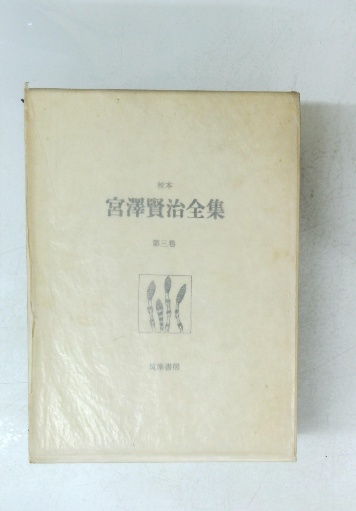 校本
宮澤賢治全集
第三巻
筑摩書房